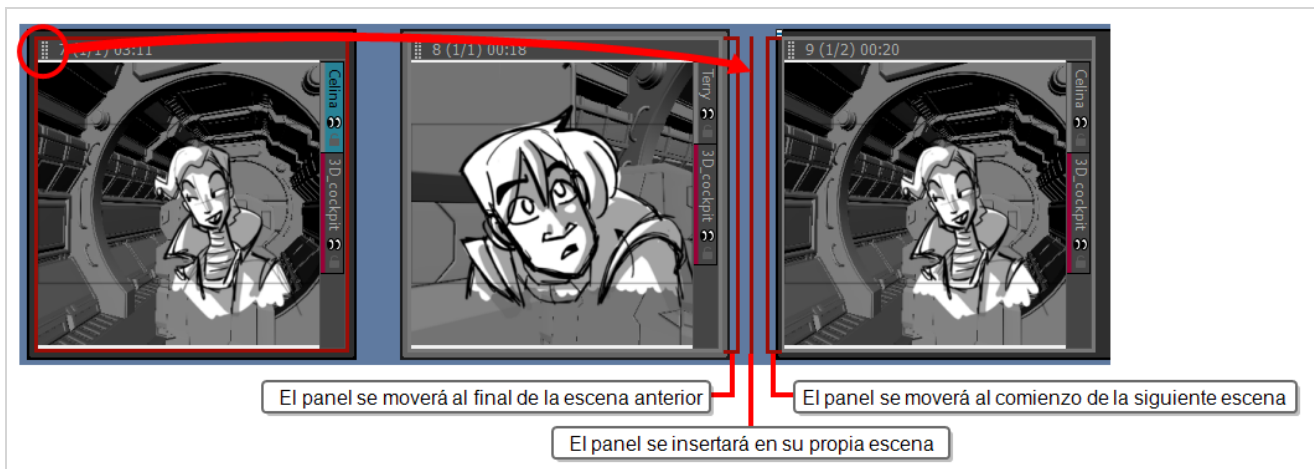 7 (1/1) 03:11
8 (1/1) 00:18
9 (1/2) 00:20
Celina
3D_cockpit
Terry
3D_cockpit
Celina
3D_cockpit
El panel se moverá al final de la escena anterior
El panel se moverá al comienzo de la siguiente escena
El panel se insertará en su propia escena